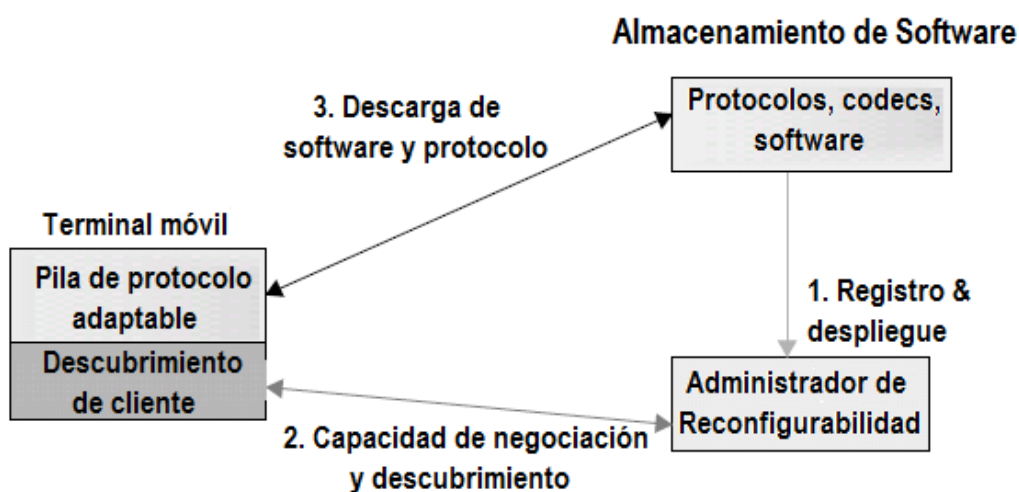 Almacenamiento de Software
Protocolos, codecs,
software
3. Descarga de
software y protocolo
Terminal móvil
Pila de protocolo
adaptable
Descubrimiento
de cliente
1. Registro &
despliegue
Administrador de
Reconfigurabilidad
2. Capacidad de negociación
y descubrimiento